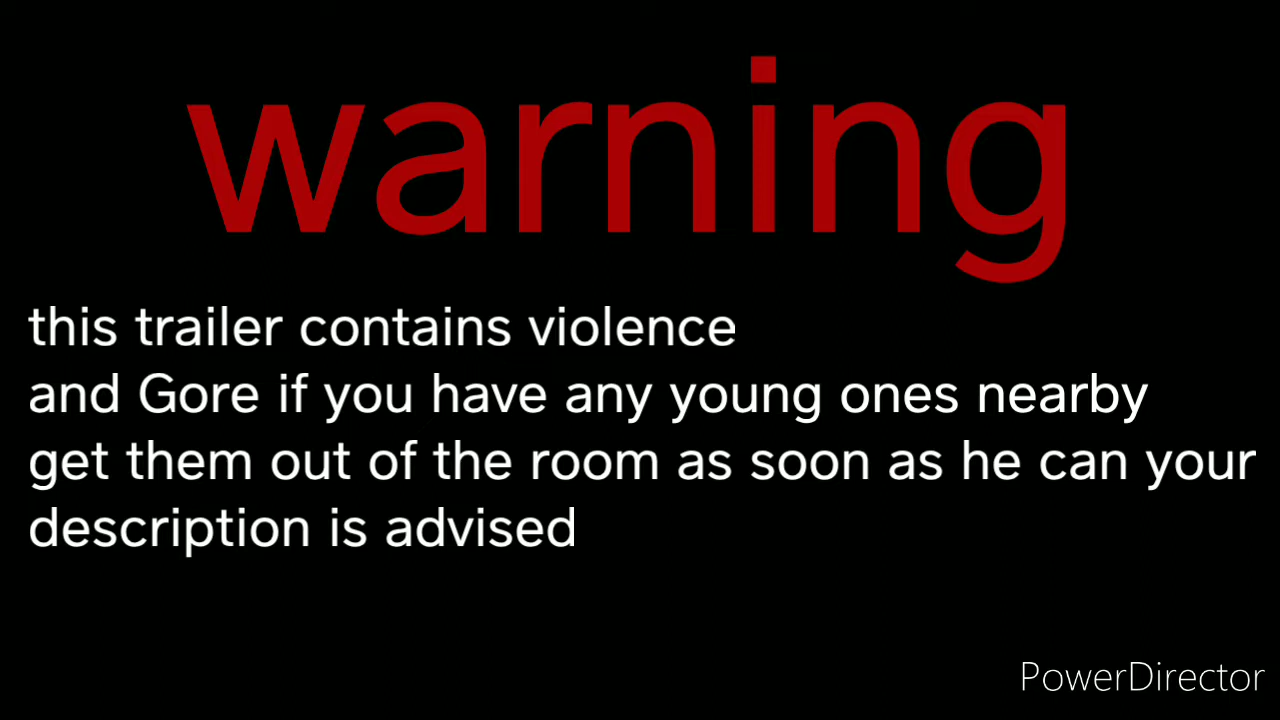 warning
this trailer contains violence
and Gore if you have any young ones nearby
get them out of the room as soon as he can your
description is advised
PowerDirector